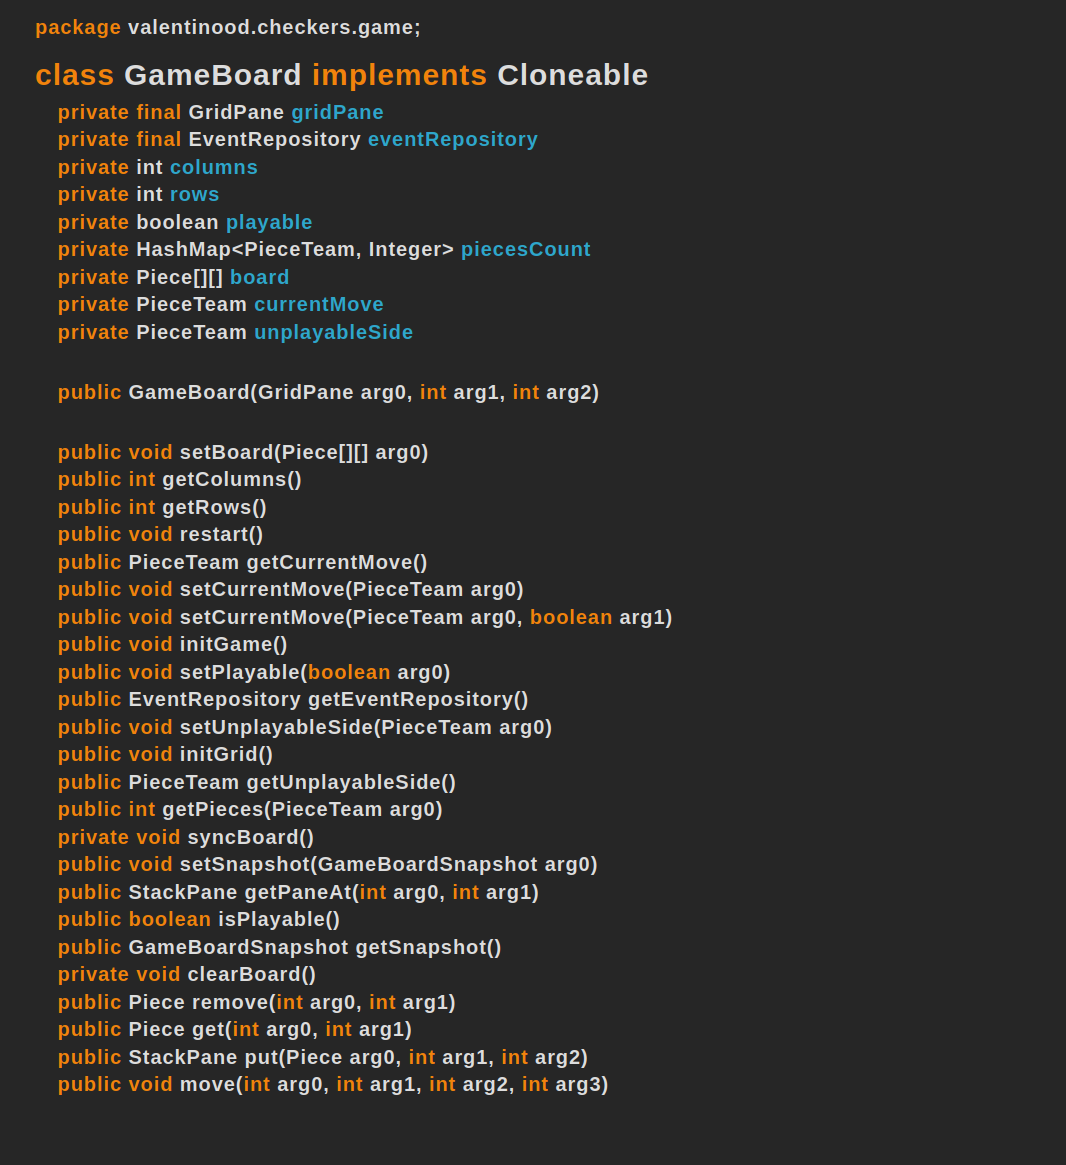 package valentinood.checkers.game;
class GameBoard implements Cloneable
private final GridPane gridPane
private final EventRepository eventRepository
private int columns
private int rows
private boolean playable
private HashMap<PieceTeam, Integer> piecesCount
private Piece[][] board
private PieceTeam currentMove
private PieceTeam unplayableSide
public GameBoard(GridPane arg0, int arg1, int arg2)
public void setBoard(Piece[][] arg0)
public int getColumns()
public int getRows()
public void restart()
public PieceTeam getCurrentMove()
public void setCurrentMove(PieceTeam arg0)
public void setCurrentMove(PieceTeam arg0, boolean arg1)
public void initGame()
public void setPlayable(boolean arg0)
public EventRepository getEventRepository()
public void setUnplayableSide(PieceTeam arg0)
public void initGrid()
public PieceTeam getUnplayableSide()
public int getPieces(PieceTeam arg0)
private void syncBoard()
public void setSnapshot(GameBoardSnapshot arg0)
public StackPane getPaneAt(int arg0, int arg1)
public boolean isPlayable()
public GameBoardSnapshot getSnapshot()
private void clearBoard()
public Piece remove(int arg0, int arg1)
public Piece get(int arg0, int arg1)
public StackPane put(Piece arg0, int arg1, int arg2)
public void move(int arg0, int arg1, int arg2, int arg3)